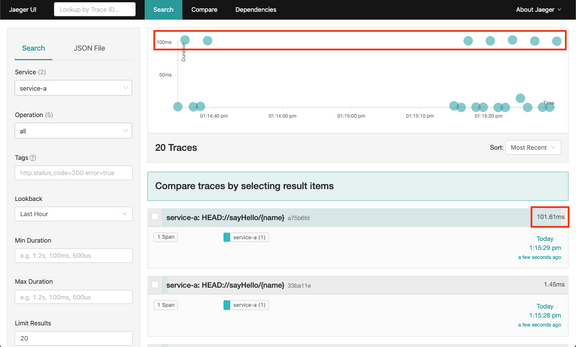 Jaeger UI
Lookup by Trace ID...
Search
Compare
Dependencies
About Jaeger
Search
JSON File
Service (2)
service-a
Operation (5)
all
Tags
http.status_code=200 error=true
Lookback
Last Hour
Min Duration
e.g. 1.2s, 100ms, 500us
Max Duration
e.g. 1.2s, 100ms, 500us
Limit Results
20
Duration
100ms
50ms
Time
01:14:40 pm
01:14:50 pm
01:15:00 pm
01:15:10 pm
01:15:20 pm
20 Traces
Sort:
Most Recent
Compare traces by selecting result items
service-a: HEAD://sayHello/{name} a75b6fd
101.61ms
1 Span
service-a (1)
Today
1:15:29 pm
a few seconds ago
service-a: HEAD://sayHello/{name} 33ba11e
1.45ms
1 Span
service-a (1)
Today
1:15:28 pm
a few seconds ago